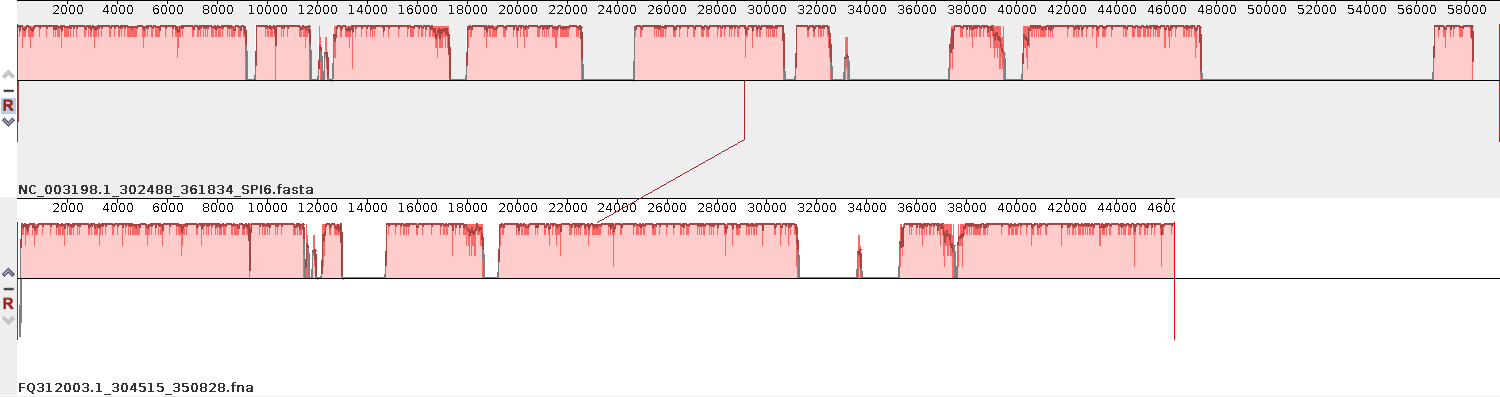 2000 4000 6000 8000 10000 12000 14000 16000 18000 20000 22000 24000 26000 28000 30000 32000 34000 36000 38000 40000 42000 44000 46000 48000 50000 52000 54000 56000 58000
R
NC_003198.1_302488_361834_SPI6.fasta
2000 4000 6000 8000 10000 12000 14000 16000 18000 20000 22000 24000 26000 28000 30000 32000 34000 36000 38000 40000 42000 44000 4600
R
FQ312003.1_304515_350828.fna